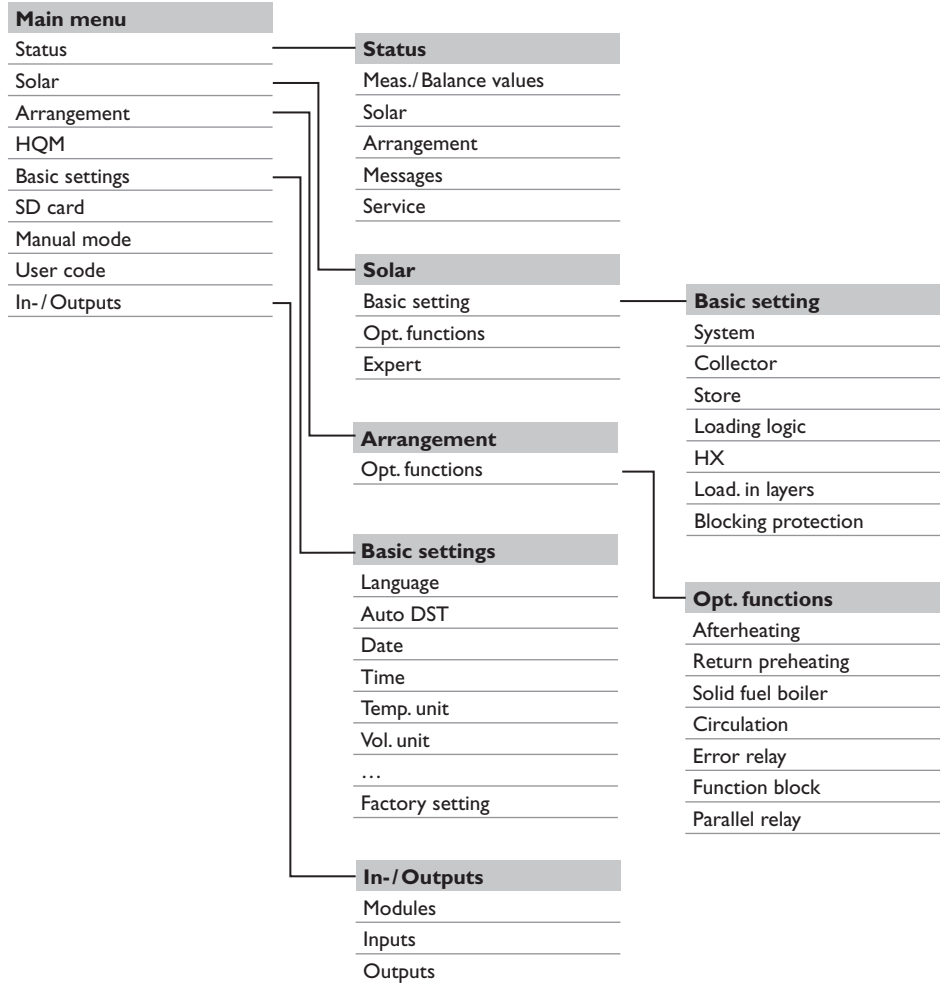 Main menu
Status
Solar
Arrangement
HQM
Basic settings
SD card
Manual mode
User code
In-/Outputs
Status
Meas./Balance values
Solar
Arrangement
Messages
Service
Solar
Basic setting
Opt. functions
Expert
Arrangement
Opt. functions
Basic settings
Language
Auto DST
Date
Time
Temp. unit
Vol. unit
…
Factory setting
In-/Outputs
Modules
Inputs
Outputs
Basic setting
System
Collector
Store
Loading logic
HX
Load. in layers
Blocking protection
Opt. functions
Afterheating
Return preheating
Solid fuel boiler
Circulation
Error relay
Function block
Parallel relay